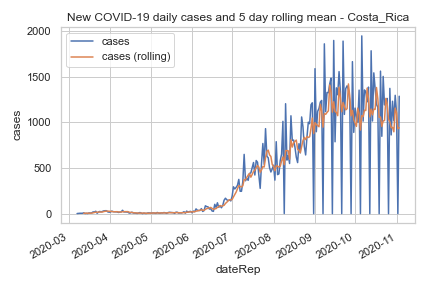 New COVID-19 daily cases and 5 day rolling mean - Costa_Rica
cases
cases (rolling)
2000
1500
1000
500
0
cases
2020-03
2020-04
2020-05
2020-06
2020-07
2020-08
2020-09
2020-10
2020-11
dateRep